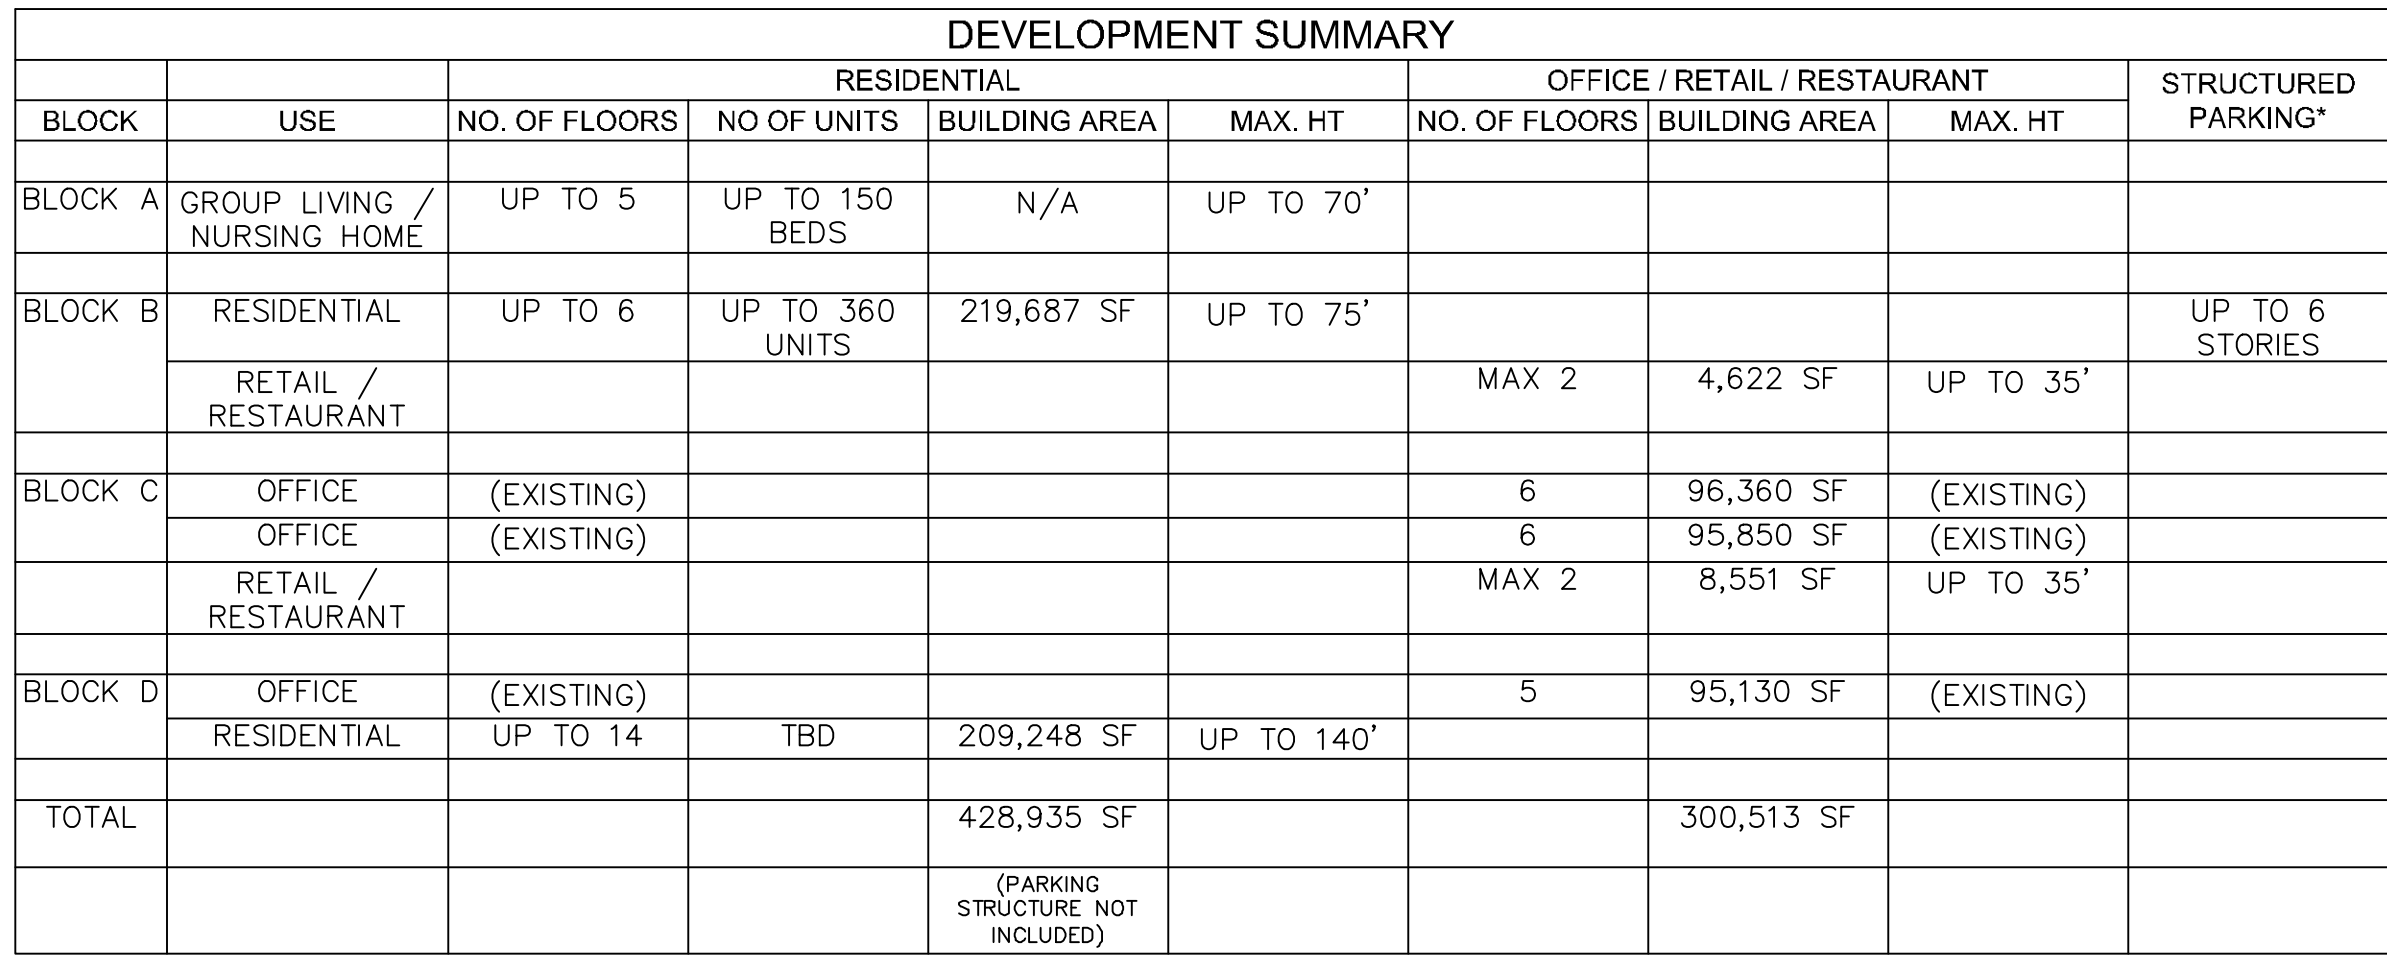 DEVELOPMENT SUMMARY
RESIDENTIAL OFFICE / RETAIL / RESTAURANT STRUCTURED PARKING*
BLOCK USE NO. OF FLOORS NO OF UNITS BUILDING AREA MAX. HT NO. OF FLOORS BUILDING AREA MAX. HT
BLOCK A GROUP LIVING / UP TO 5 UP TO 150 N/A UP TO 70'
NURSING HOME BEDS
BLOCK B RESIDENTIAL UP TO 6 UP TO 360 219,687 SF UP TO 75' UP TO 6
UNITS STORIES
RETAIL / MAX 2 4,622 SF UP TO 35'
RESTAURANT
BLOCK C OFFICE (EXISTING) 6 96,360 SF (EXISTING)
OFFICE (EXISTING) 6 95,850 SF (EXISTING)
RETAIL / MAX 2 8,551 SF UP TO 35'
RESTAURANT
BLOCK D OFFICE (EXISTING) 5 95,130 SF (EXISTING)
RESIDENTIAL UP TO 14 TBD 209,248 SF UP TO 140'
TOTAL 428,935 SF 300,513 SF
(PARKING
STRUCTURE NOT
INCLUDED)